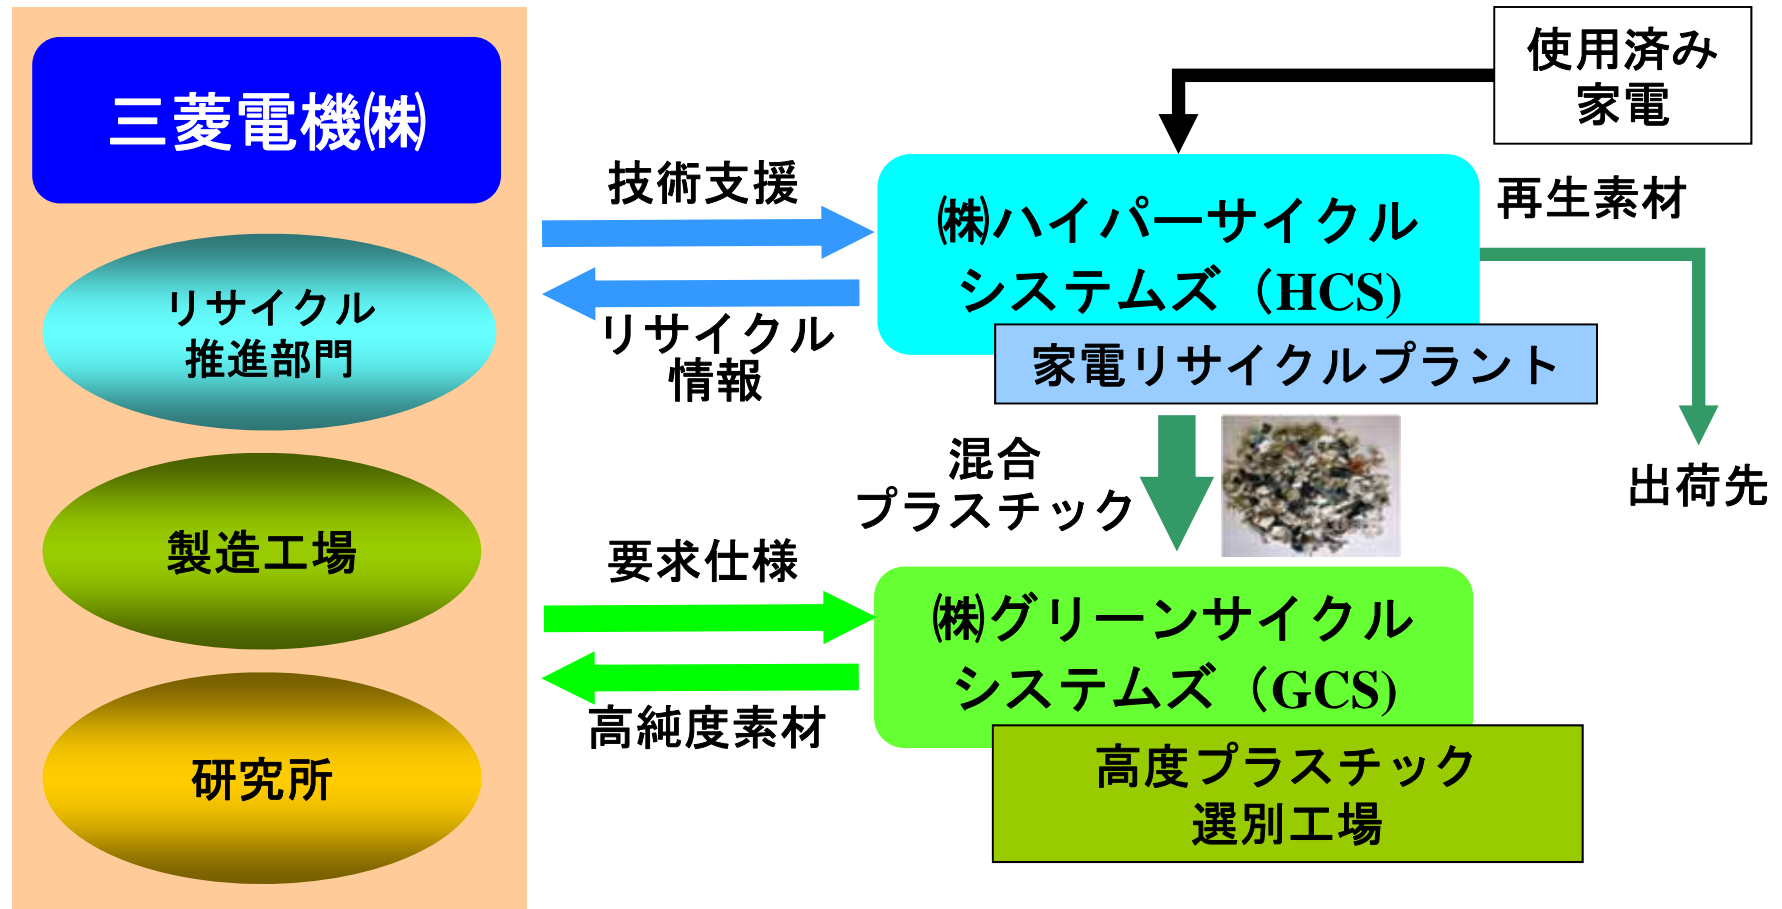 三菱電機㈱
リサイクル
推進部門
製造工場
研究所
技術支援
リサイクル
情報
要求仕様
高純度素材
使用済み
家電
㈱ハイパーサイクル
システムズ（HCS)
家電リサイクルプラント
再生素材
出荷先
混合
プラスチック
㈱グリーンサイクル
システムズ（GCS)
高度プラスチック
選別工場